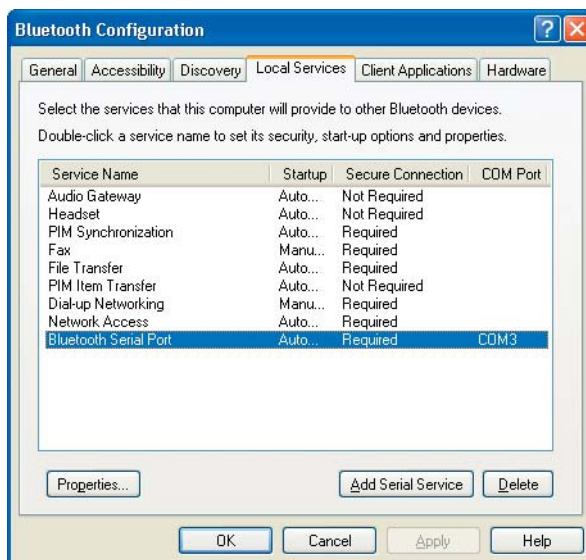 Bluetooth Configuration
General Accessibility Discovery Local Services Client Applications Hardware
Select the services that this computer will provide to other Bluetooth devices.
Double-click a service name to set its security, start-up options and properties.
Service Name Startup Secure Connection COM Port
Audio Gateway Auto... Not Required
Headset Auto... Not Required
PIM Synchronization Auto... Required
Fax Manu... Required
File Transfer Auto... Required
PIM Item Transfer Auto... Not Required
Dial-up Networking Manu... Required
Network Access Auto... Required
Bluetooth Serial Port Auto... Required COM3
Properties... Add Serial Service Delete
OK Cancel Apply Help